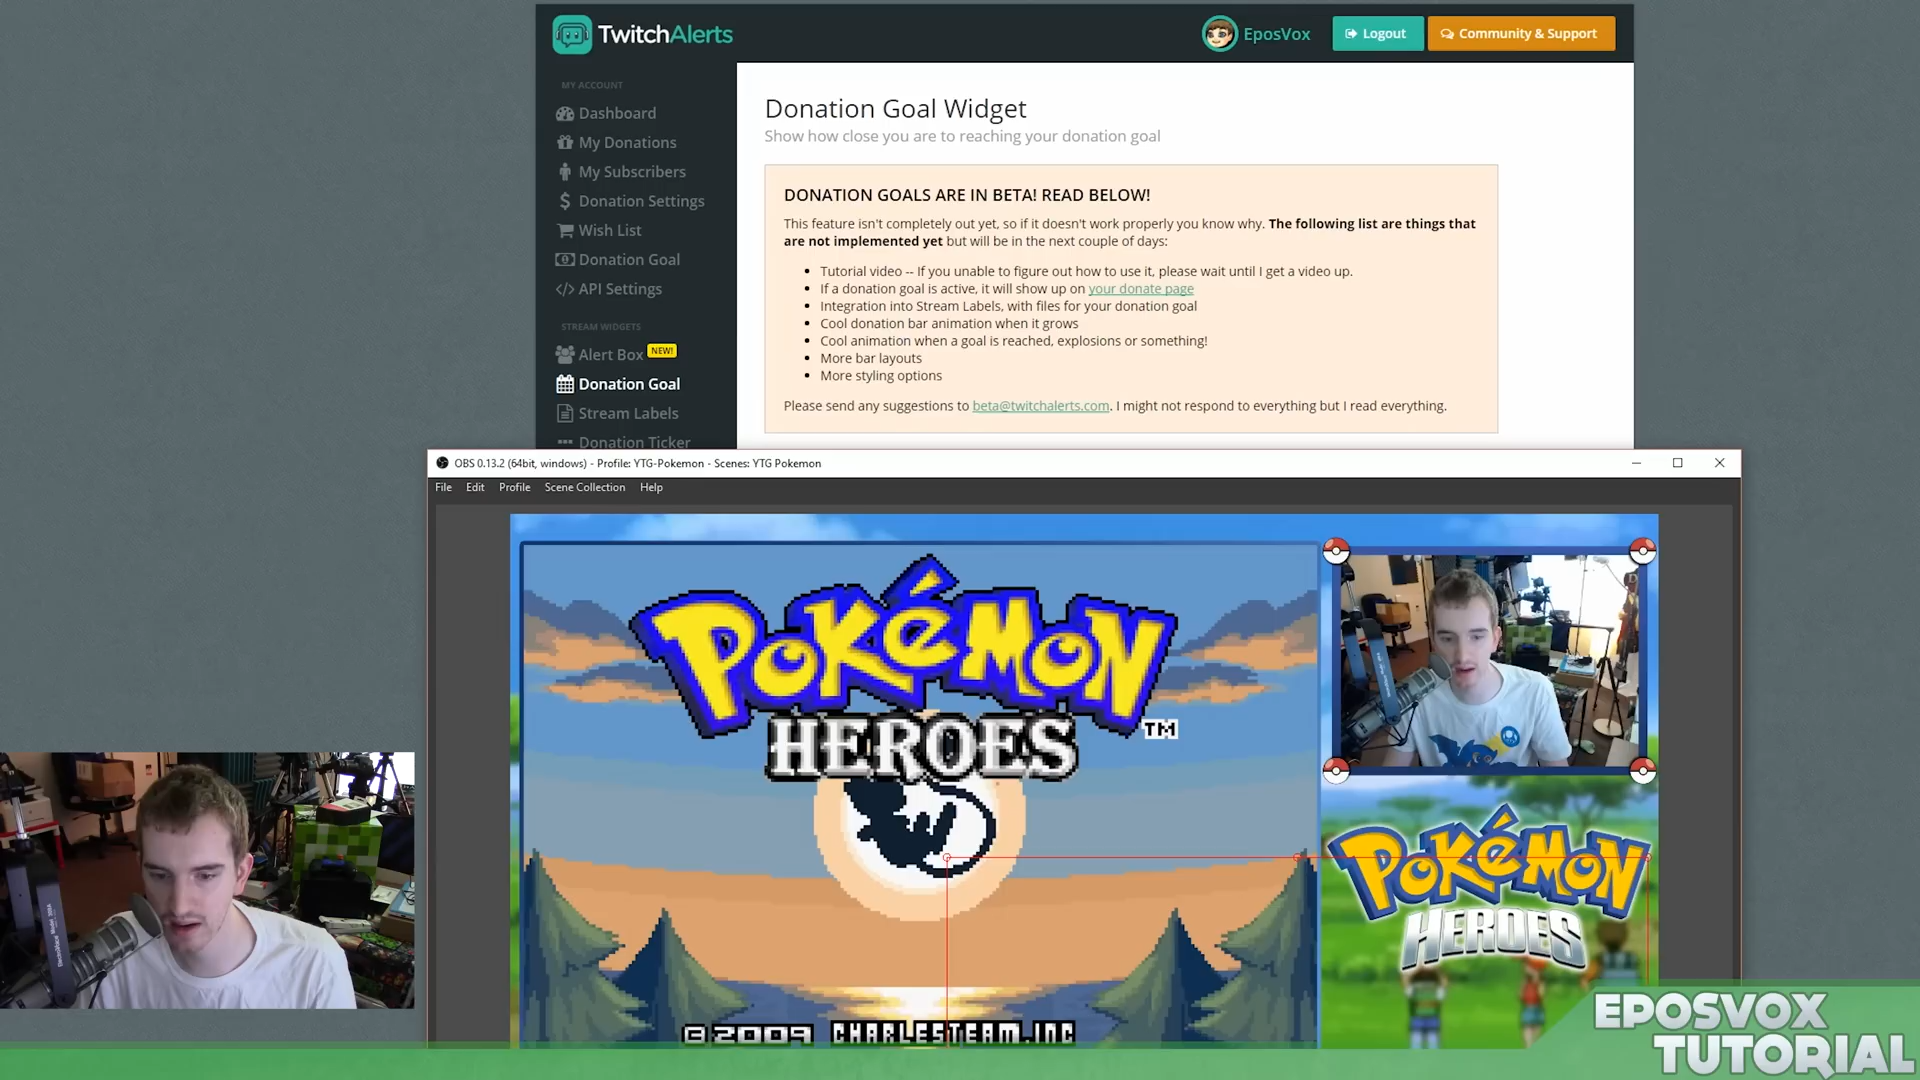 TwitchAlerts
EposVox
Logout
Community & Support
MY ACCOUNT
Dashboard
My Donations
My Subscribers
Donation Settings
Wish List
Donation Goal
API Settings
STREAM WIDGETS
Alert Box NEW!
Donation Goal
Stream Labels
Donation Ticker
Donation Goal Widget
Show how close you are to reaching your donation goal
DONATION GOALS ARE IN BETA! READ BELOW!
This feature isn't completely out yet, so if it doesn't work properly you know why. The following list are things that
are not implemented yet but will be in the next couple of days:
Tutorial video -- If you unable to figure out how to use it, please wait until I get a video up.
If a donation goal is active, it will show up on your donate page
Integration into Stream Labels, with files for your donation goal
Cool donation bar animation when it grows
Cool animation when a goal is reached, explosions or something!
More bar layouts
More styling options
Please send any suggestions to beta@twitchalerts.com. I might not respond to everything but I read everything.
OBS 0.13.2 (64bit, windows) - Profile: YTG-Pokemon - Scenes: YTG Pokemon
File Edit Profile Scene Collection Help
POKéMON
HEROES
TM
©2009 CHARLESTEAM.INC
POKéMON
HEROES
EPOSVOX
TUTORIAL